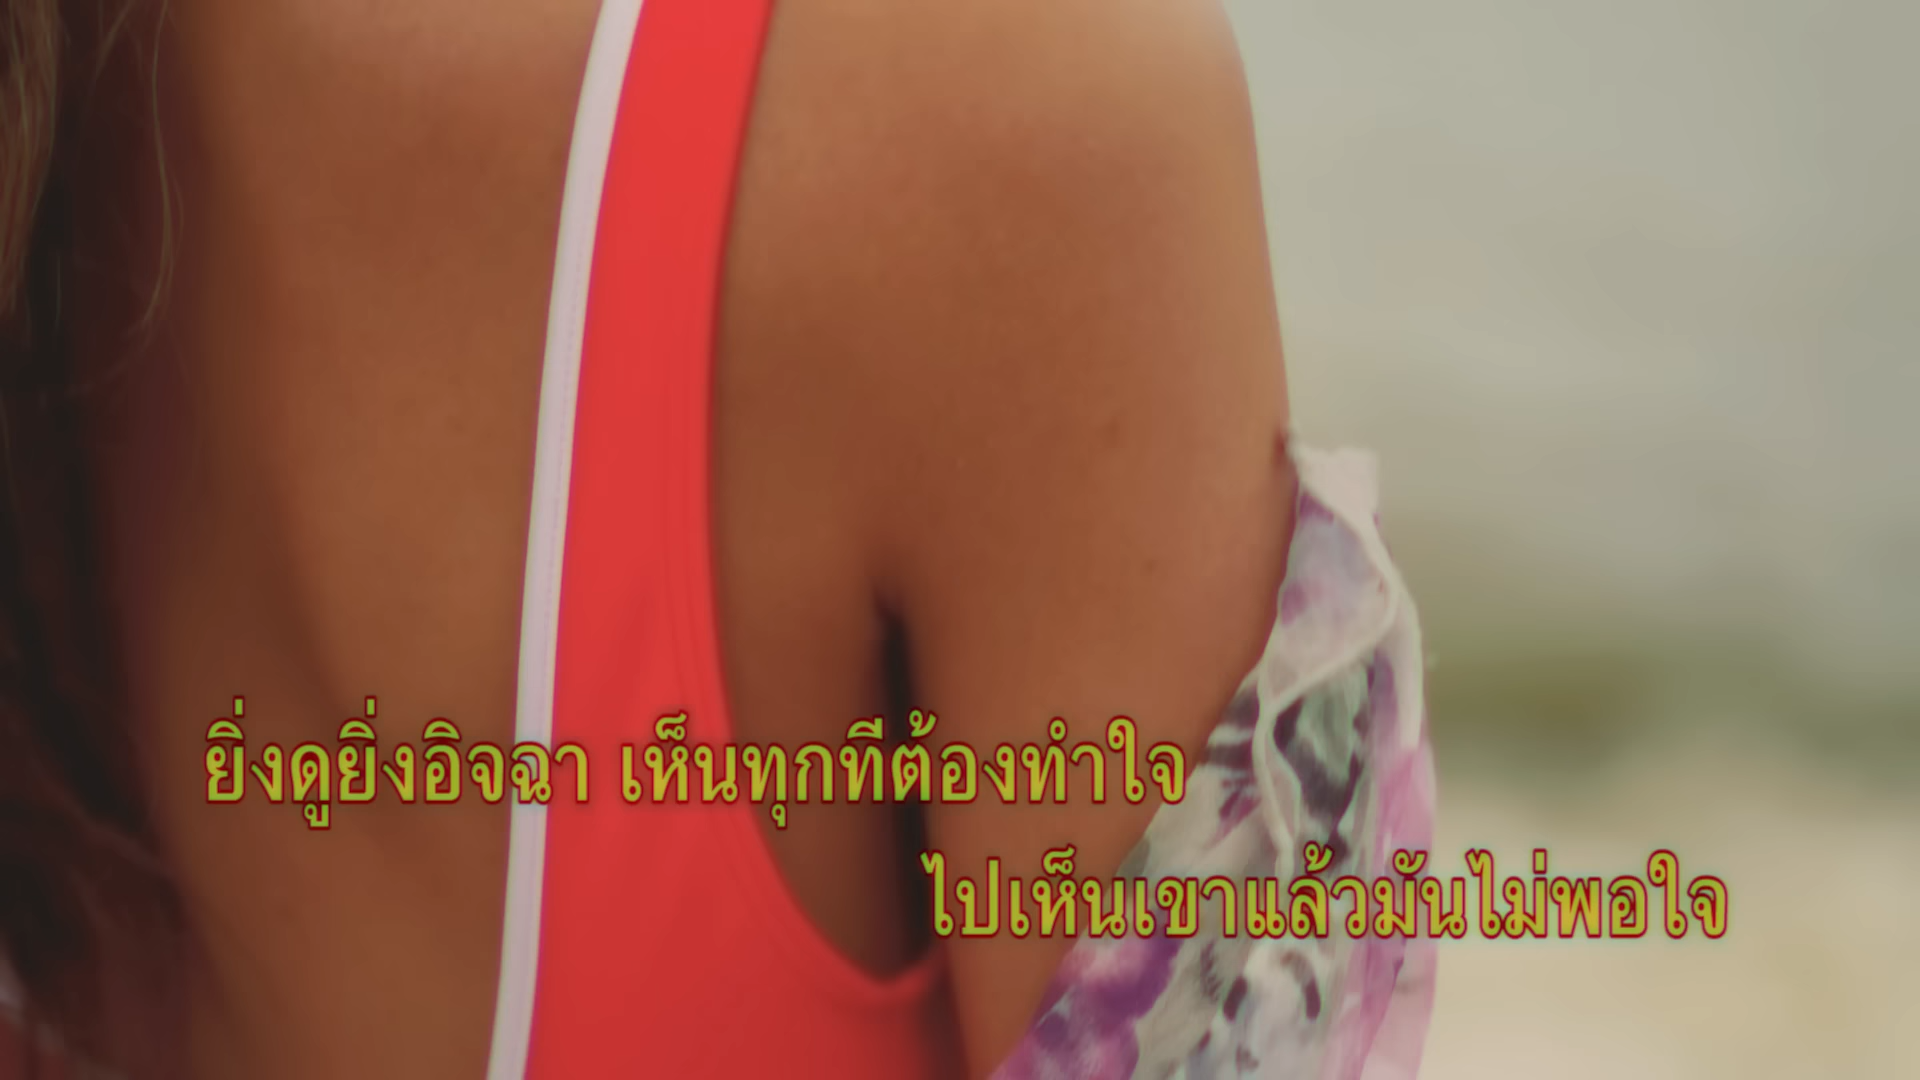 ยิ่งดูยิ่งอิจฉา เห็นทุกทีต้องทำใจ
ไปเห็นเขาแล้วมันไม่พอใจ